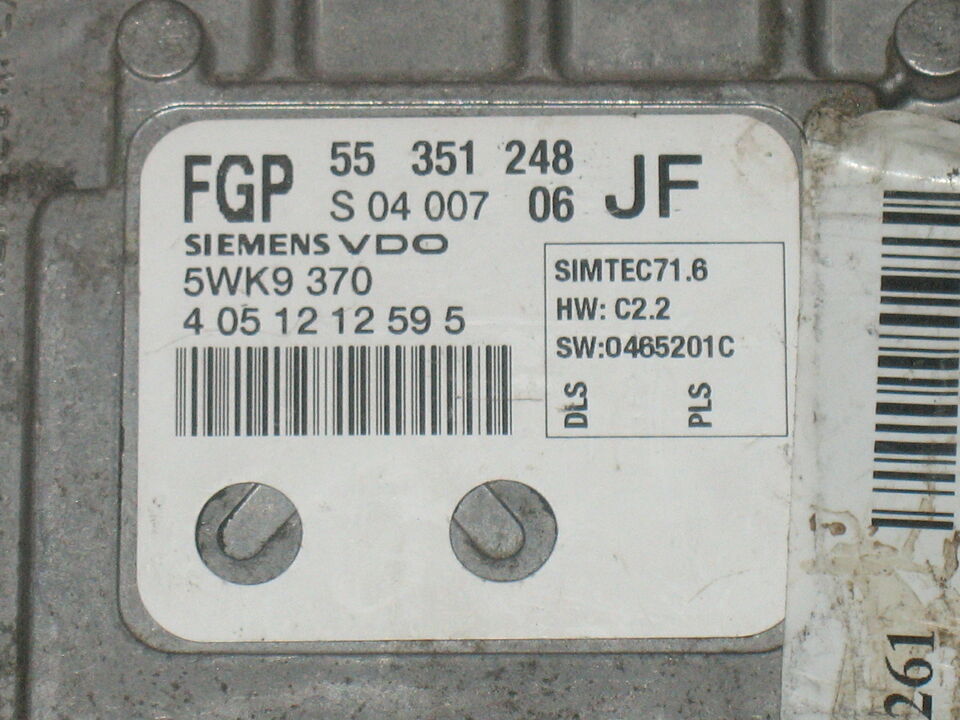 FGP 55 351 248 JF
S 04 007 06
SIEMENS VDO
5WK9 370
4 05 12 12 59 5
SIMTEC71.6
HW: C2.2
SW:0465201C
DLS PLS
261